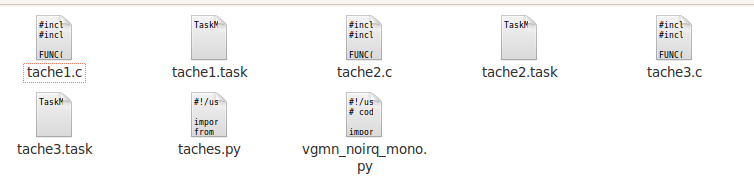 #incl
#incl
FUNC(
TaskM
#incl
#incl
FUNC(
TaskM
#incl
#incl
FUNC(
tache1.c
tache1.task
tache2.c
tache2.task
tache3.c
TaskM
#!/us
impor
from
#!/us
# cod
impor
tache3.task
taches.py
vgmn_noirq_mono.
py